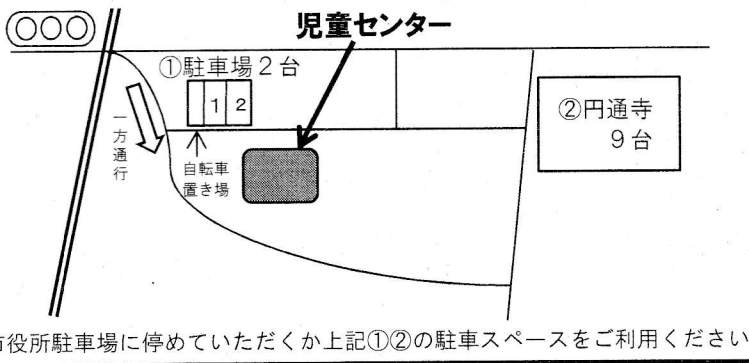 児童センター
①駐車場2台
1 2
②円通寺
9台
一方通行
自転車
置き場
市役所駐車場に停めていただくか上記①②の駐車スペースをご利用ください